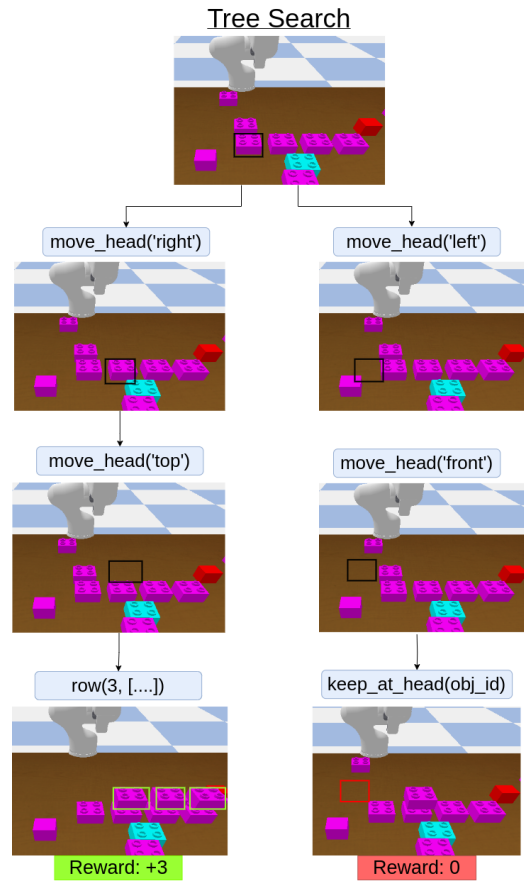 Tree Search
move_head('right')
move_head('left')
move_head('top')
move_head('front')
row(3, [....])
keep_at_head(obj_id)
Reward: +3
Reward: 0